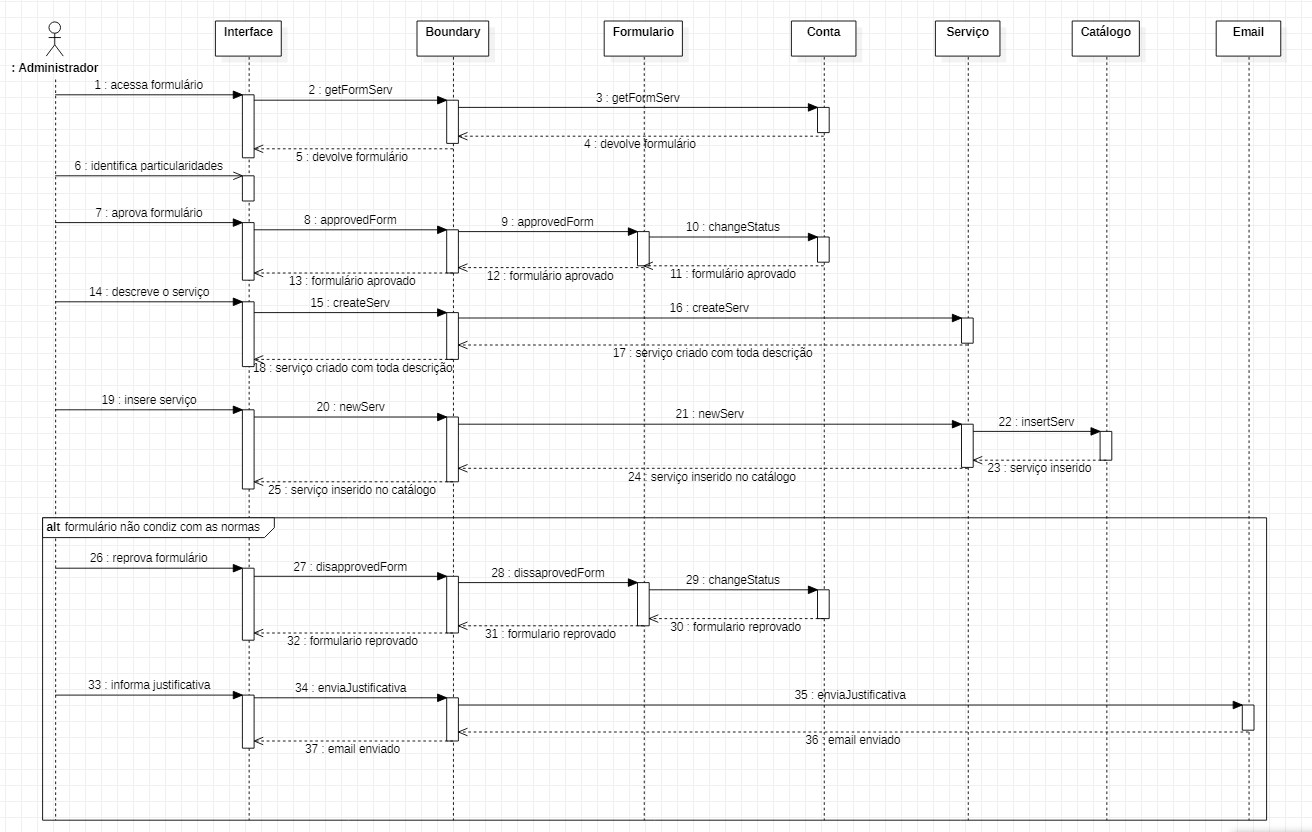 Interface
Boundary
Formulario
Conta
Serviço
Catálogo
Email
: Administrador
1 : acessa formulário
2 : getFormServ
3 : getFormServ
4 : devolve formulário
5 : devolve formulário
6 : identifica particularidades
7 : aprova formulário
8 : approvedForm
9 : approvedForm
10 : changeStatus
11 : formulário aprovado
12 : formulário aprovado
13 : formulário aprovado
14 : descreve o serviço
15 : createServ
16 : createServ
17 : serviço criado com toda descrição
18 : serviço criado com toda descrição
19 : insere serviço
20 : newServ
21 : newServ
22 : insertServ
23 : serviço inserido
24 : serviço inserido no catálogo
25 : serviço inserido no catálogo
alt formulário não condiz com as normas
26 : reprova formulário
27 : disapprovedForm
28 : dissaprovedForm
29 : changeStatus
30 : formulario reprovado
31 : formulario reprovado
32 : formulario reprovado
33 : informa justificativa
34 : enviaJustificativa
35 : enviaJustificativa
36 : email enviado
37 : email enviado